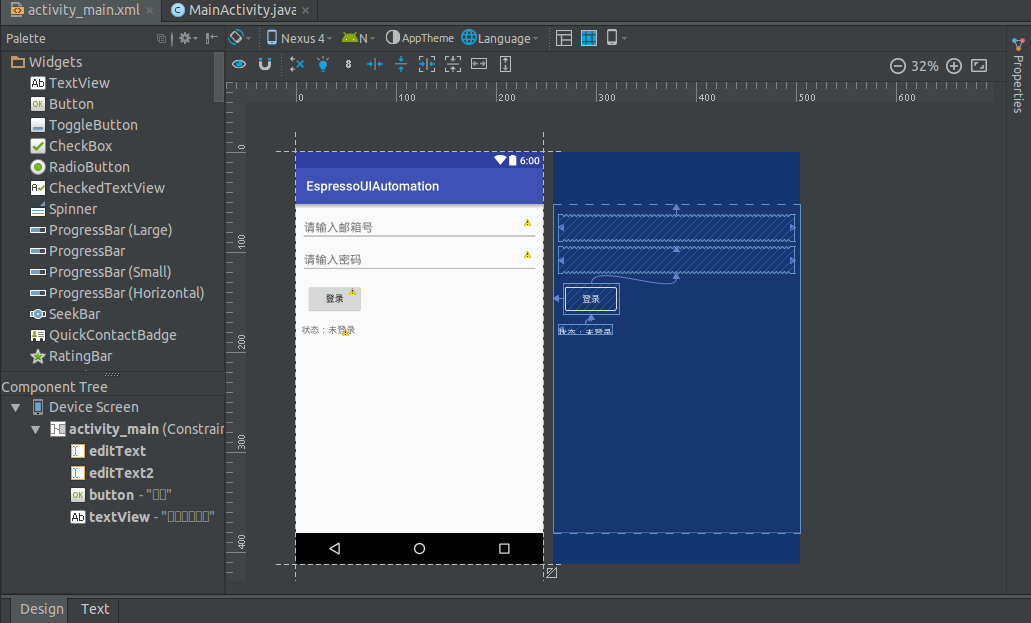 activity_main.xml
MainActivity.java
Palette
Nexus 4
N
AppTheme
Language
Widgets
TextView
Button
ToggleButton
CheckBox
RadioButton
CheckedTextView
Spinner
ProgressBar (Large)
ProgressBar
ProgressBar (Small)
ProgressBar (Horizontal)
SeekBar
QuickContactBadge
RatingBar
8
32%
Properties
0
100
200
300
400
500
600
0
100
200
300
400
6:00
EspressoUIAutomation
请输入邮箱号
请输入密码
登录
状态：未登录
登录
状态：未登录
Component Tree
Device Screen
activity_main (Constrain
editText
editText2
OK
button - "▯▯"
Ab
textView - "▯▯▯▯▯▯"
Design
Text